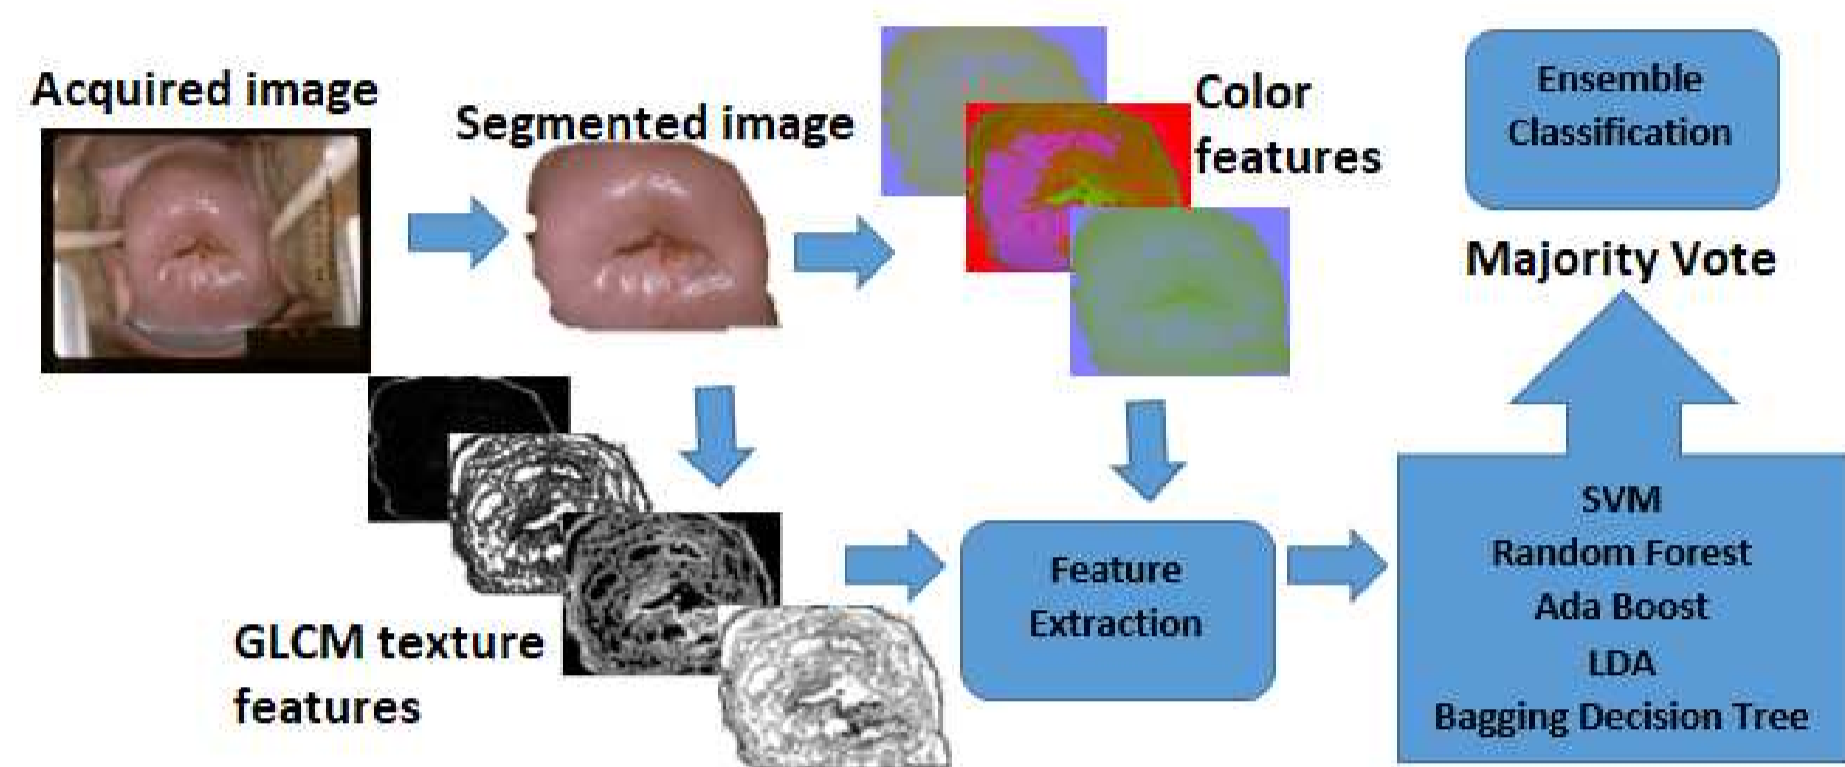 Acquired image
Segmented image
Color
features
Ensemble
Classification
Majority Vote
GLCM texture
features
Feature
Extraction
SVM
Random Forest
Ada Boost
LDA
Bagging Decision Tree